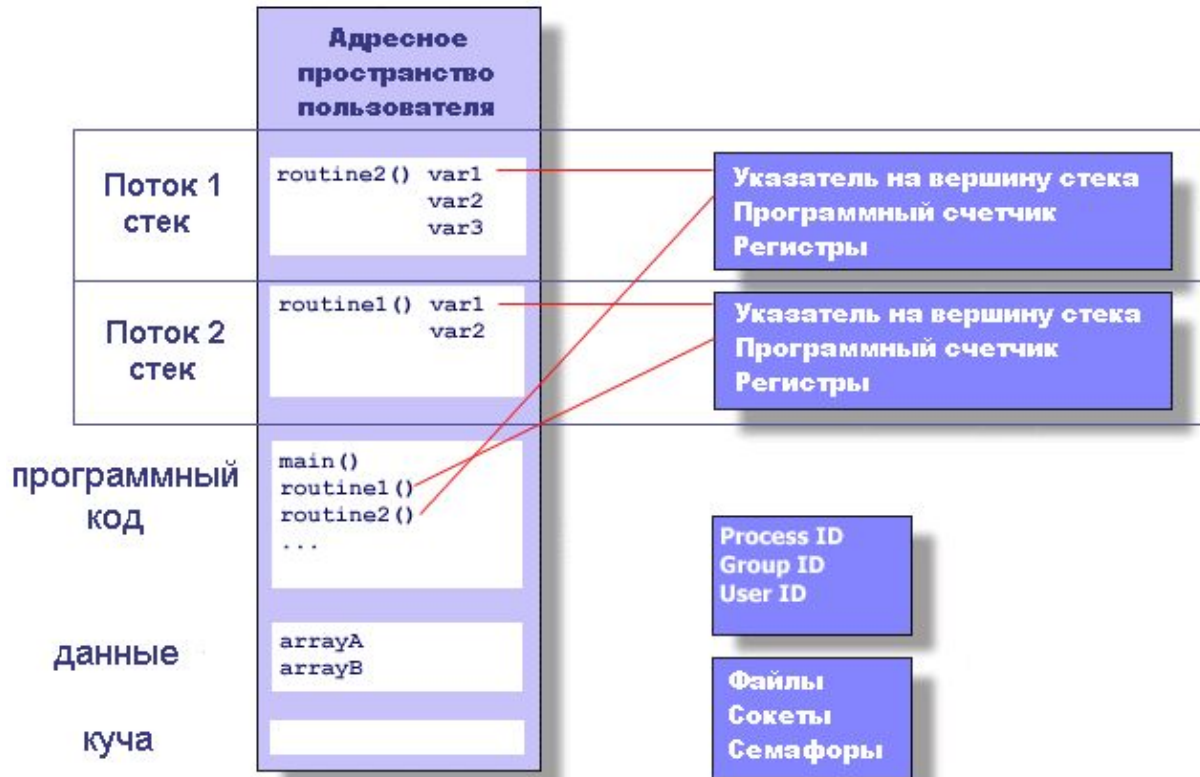 Адресное
пространство
пользователя
Поток 1
стек
routine2() var1
var2
var3
Указатель на вершину стека
Программный счетчик
Регистры
Поток 2
стек
routine1() var1
var2
Указатель на вершину стека
Программный счетчик
Регистры
программный
код
main()
routine1()
routine2()
...
Process ID
Group ID
User ID
данные
arrayA
arrayB
Файлы
Сокеты
Семафоры
куча